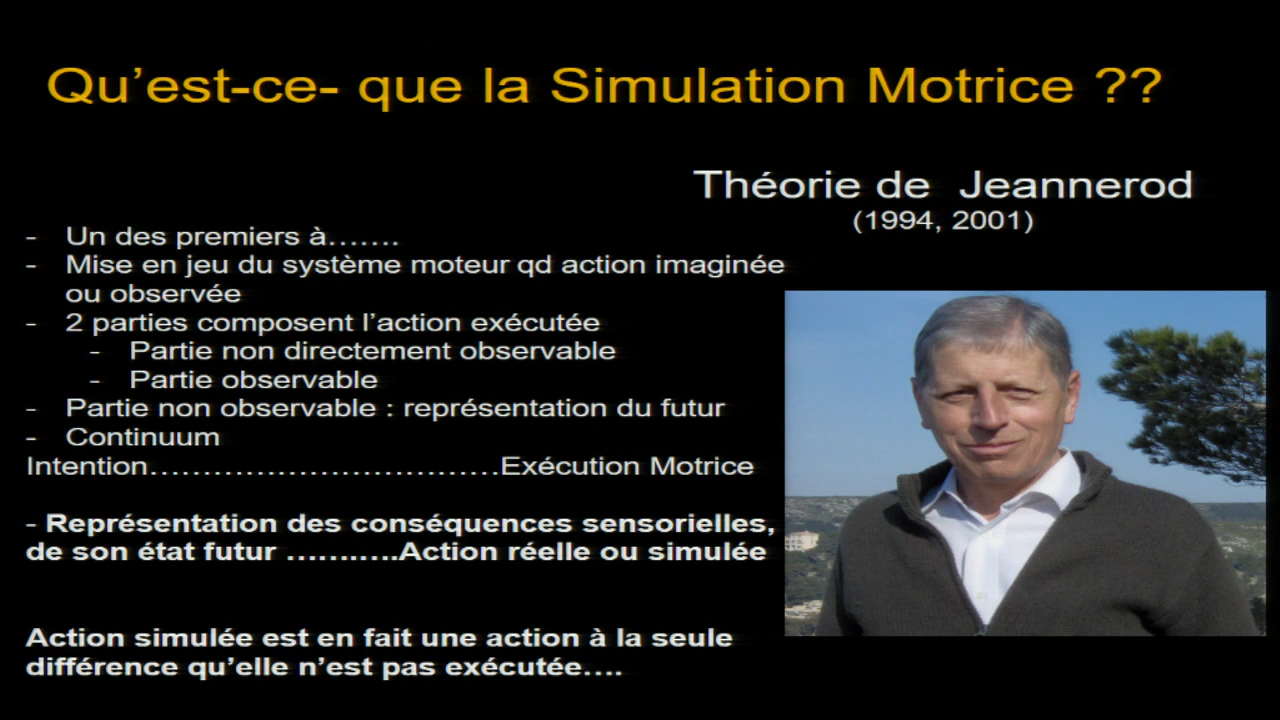 Qu’est-ce- que la Simulation Motrice ??
Théorie de Jeannerod
(1994, 2001)
- Un des premiers à…….
- Mise en jeu du système moteur qd action imaginée
ou observée
- 2 parties composent l’action exécutée
- Partie non directement observable
- Partie observable
- Partie non observable : représentation du futur
- Continuum
Intention……………………………Exécution Motrice
- Représentation des conséquences sensorielles,
de son état futur ……..….Action réelle ou simulée
Action simulée est en fait une action à la seule
différence qu’elle n’est pas exécutée….